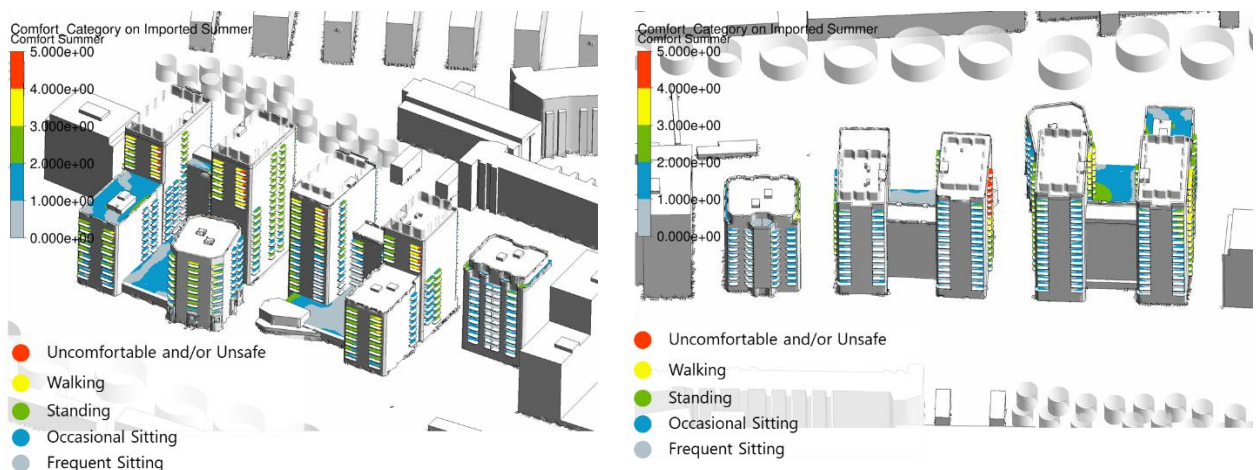 Comfort_Category on Imported Summer
Comfort Summer
5.000e+00
4.000e+00
3.000e+00
2.000e+00
1.000e+00
0.000e+00
Uncomfortable and/or Unsafe
Walking
Standing
Occasional Sitting
Frequent Sitting
Comfort_Category on Imported Summer
Comfort Summer
5.000e+00
4.000e+00
3.000e+00
2.000e+00
1.000e+00
0.000e+00
Uncomfortable and/or Unsafe
Walking
Standing
Occasional Sitting
Frequent Sitting